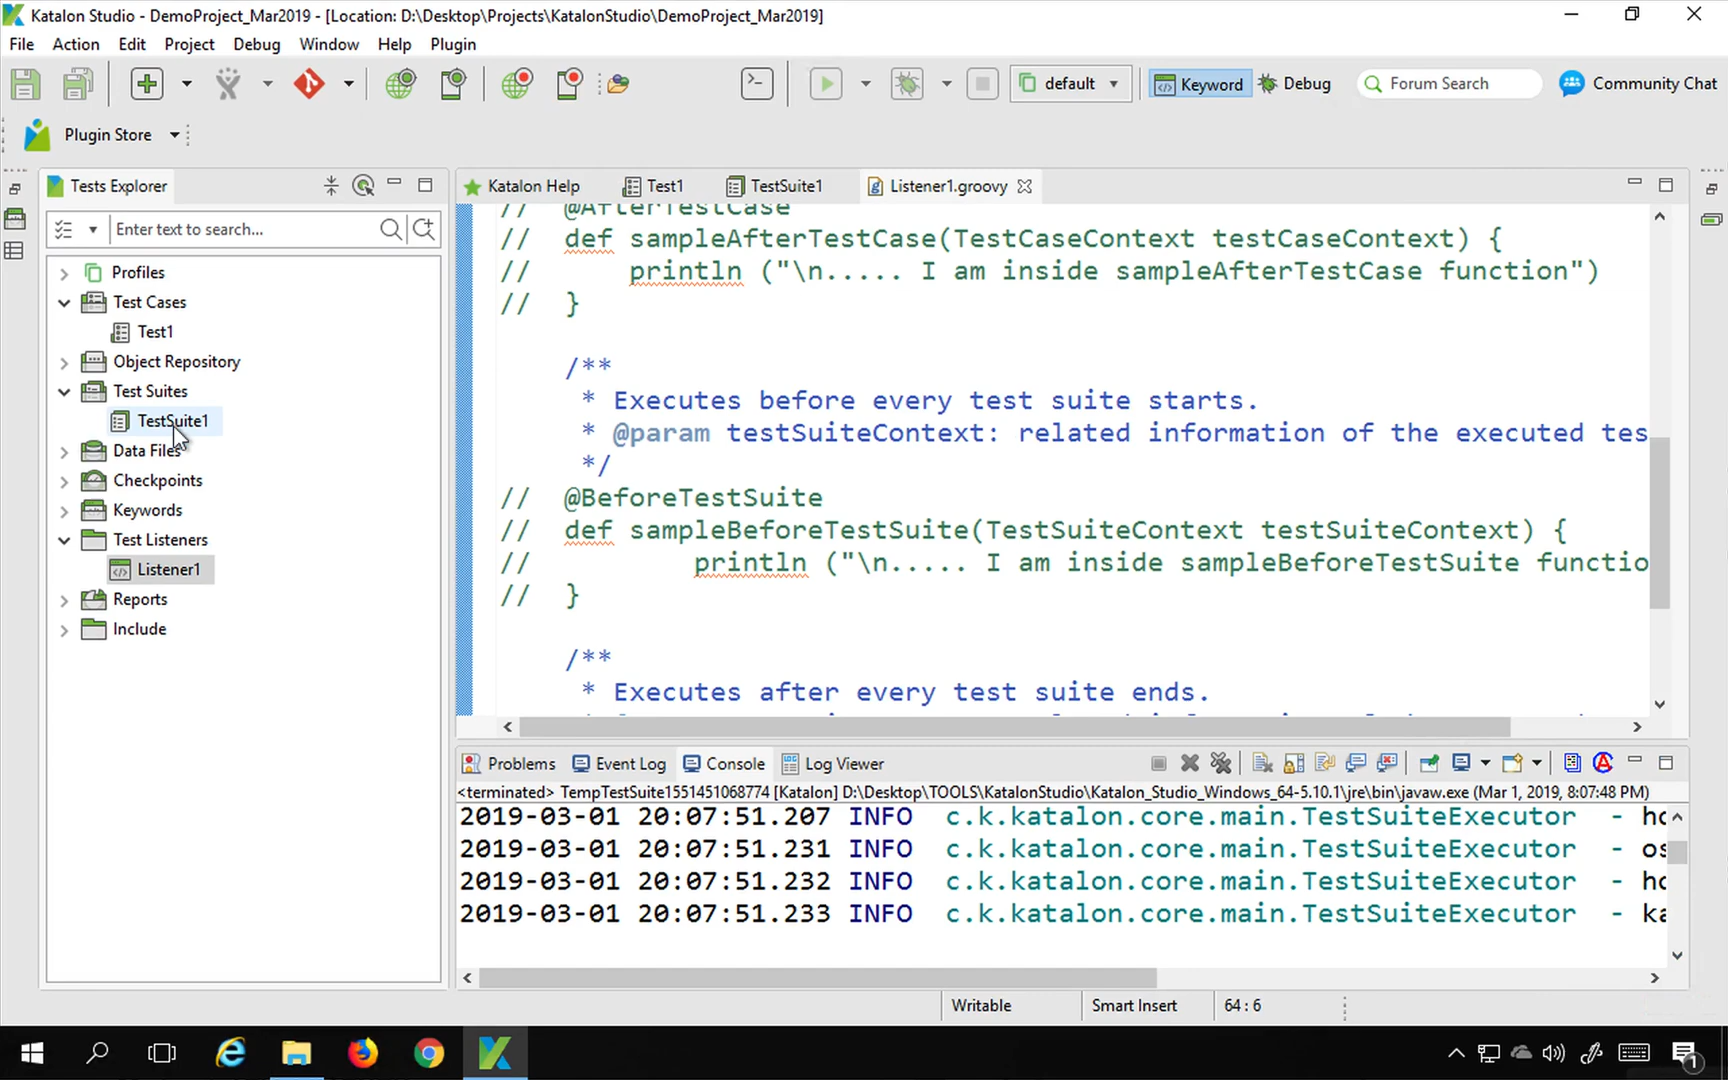 Katalon Studio - DemoProject_Mar2019 - [Location: D:\Desktop\Projects\KatalonStudio\DemoProject_Mar2019]
File Action Edit Project Debug Window Help Plugin
default Keyword Debug Forum Search Community Chat
Plugin Store
Tests Explorer
Enter text to search...
Profiles
Test Cases
Test1
Object Repository
Test Suites
TestSuite1
Data Files
Checkpoints
Keywords
Test Listeners
Listener1
Reports
Include
Katalon Help Test1 TestSuite1 Listener1.groovy
// @AfterTestCase
// def sampleAfterTestCase(TestCaseContext testCaseContext) {
// println ("\n..... I am inside sampleAfterTestCase function")
// }
/**
* Executes before every test suite starts.
* @param testSuiteContext: related information of the executed tes
*/
// @BeforeTestSuite
// def sampleBeforeTestSuite(TestSuiteContext testSuiteContext) {
// println ("\n..... I am inside sampleBeforeTestSuite functio
// }
/**
* Executes after every test suite ends.
Problems Event Log Console Log Viewer
<terminated> TempTestSuite1551451068774 [Katalon] D:\Desktop\TOOLS\KatalonStudio\Katalon_Studio_Windows_64-5.10.1\jre\bin\javaw.exe (Mar 1, 2019, 8:07:48 PM)
2019-03-01 20:07:51.207 INFO c.k.katalon.core.main.TestSuiteExecutor - ho
2019-03-01 20:07:51.231 INFO c.k.katalon.core.main.TestSuiteExecutor - os
2019-03-01 20:07:51.232 INFO c.k.katalon.core.main.TestSuiteExecutor - ho
2019-03-01 20:07:51.233 INFO c.k.katalon.core.main.TestSuiteExecutor - ka
Writable Smart Insert 64 : 6
1